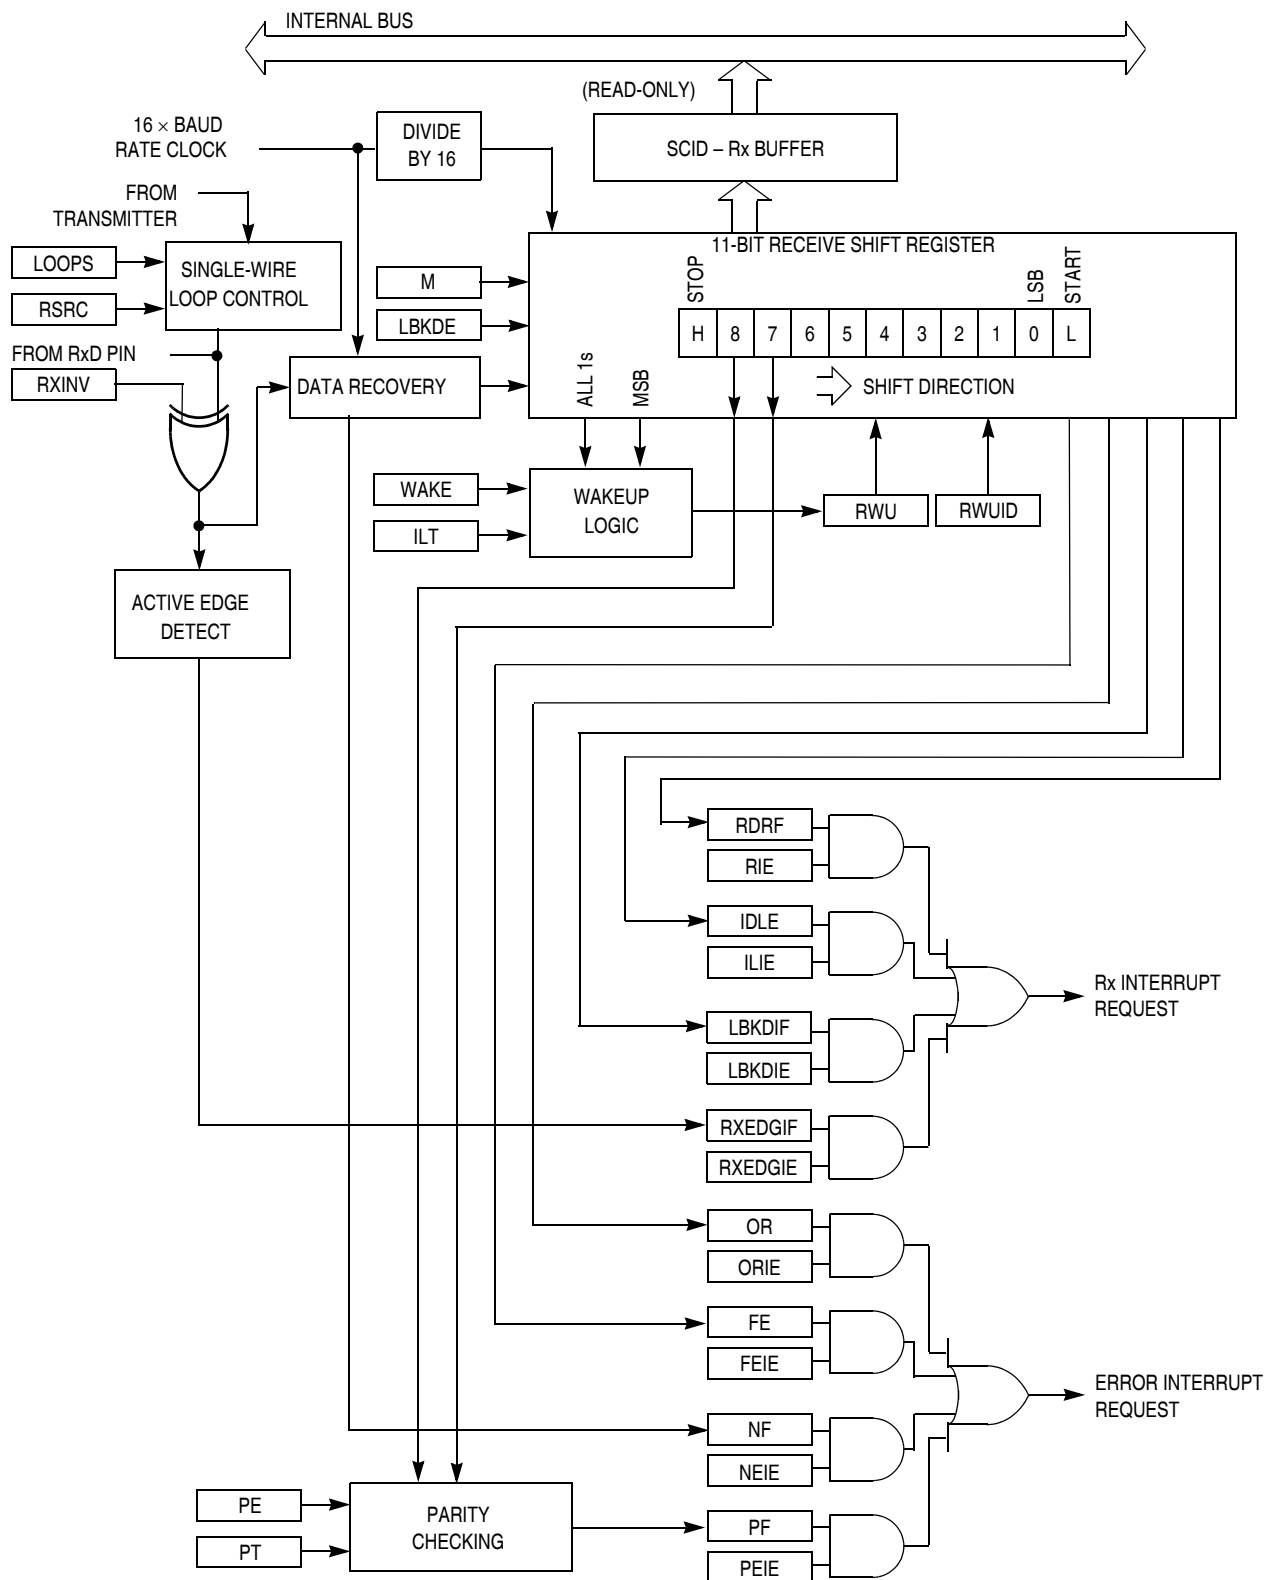 INTERNAL BUS
(READ-ONLY)
16 × BAUD
RATE CLOCK
DIVIDE
BY 16
SCID – Rx BUFFER
FROM
TRANSMITTER
11-BIT RECEIVE SHIFT REGISTER
LOOPS
RSRC
SINGLE-WIRE
LOOP CONTROL
M
LBKDE
STOP
LSB
START
H 8 7 6 5 4 3 2 1 0 L
FROM RxD PIN
RXINV
DATA RECOVERY
ALL 1s
MSB
SHIFT DIRECTION
WAKE
ILT
WAKEUP
LOGIC
RWU
RWUID
ACTIVE EDGE
DETECT
RDRF
RIE
IDLE
ILIE
Rx INTERRUPT
REQUEST
LBKDIF
LBKDIE
RXEDGIF
RXEDGIE
OR
ORIE
FE
FEIE
ERROR INTERRUPT
REQUEST
NF
NEIE
PE
PT
PARITY
CHECKING
PF
PEIE